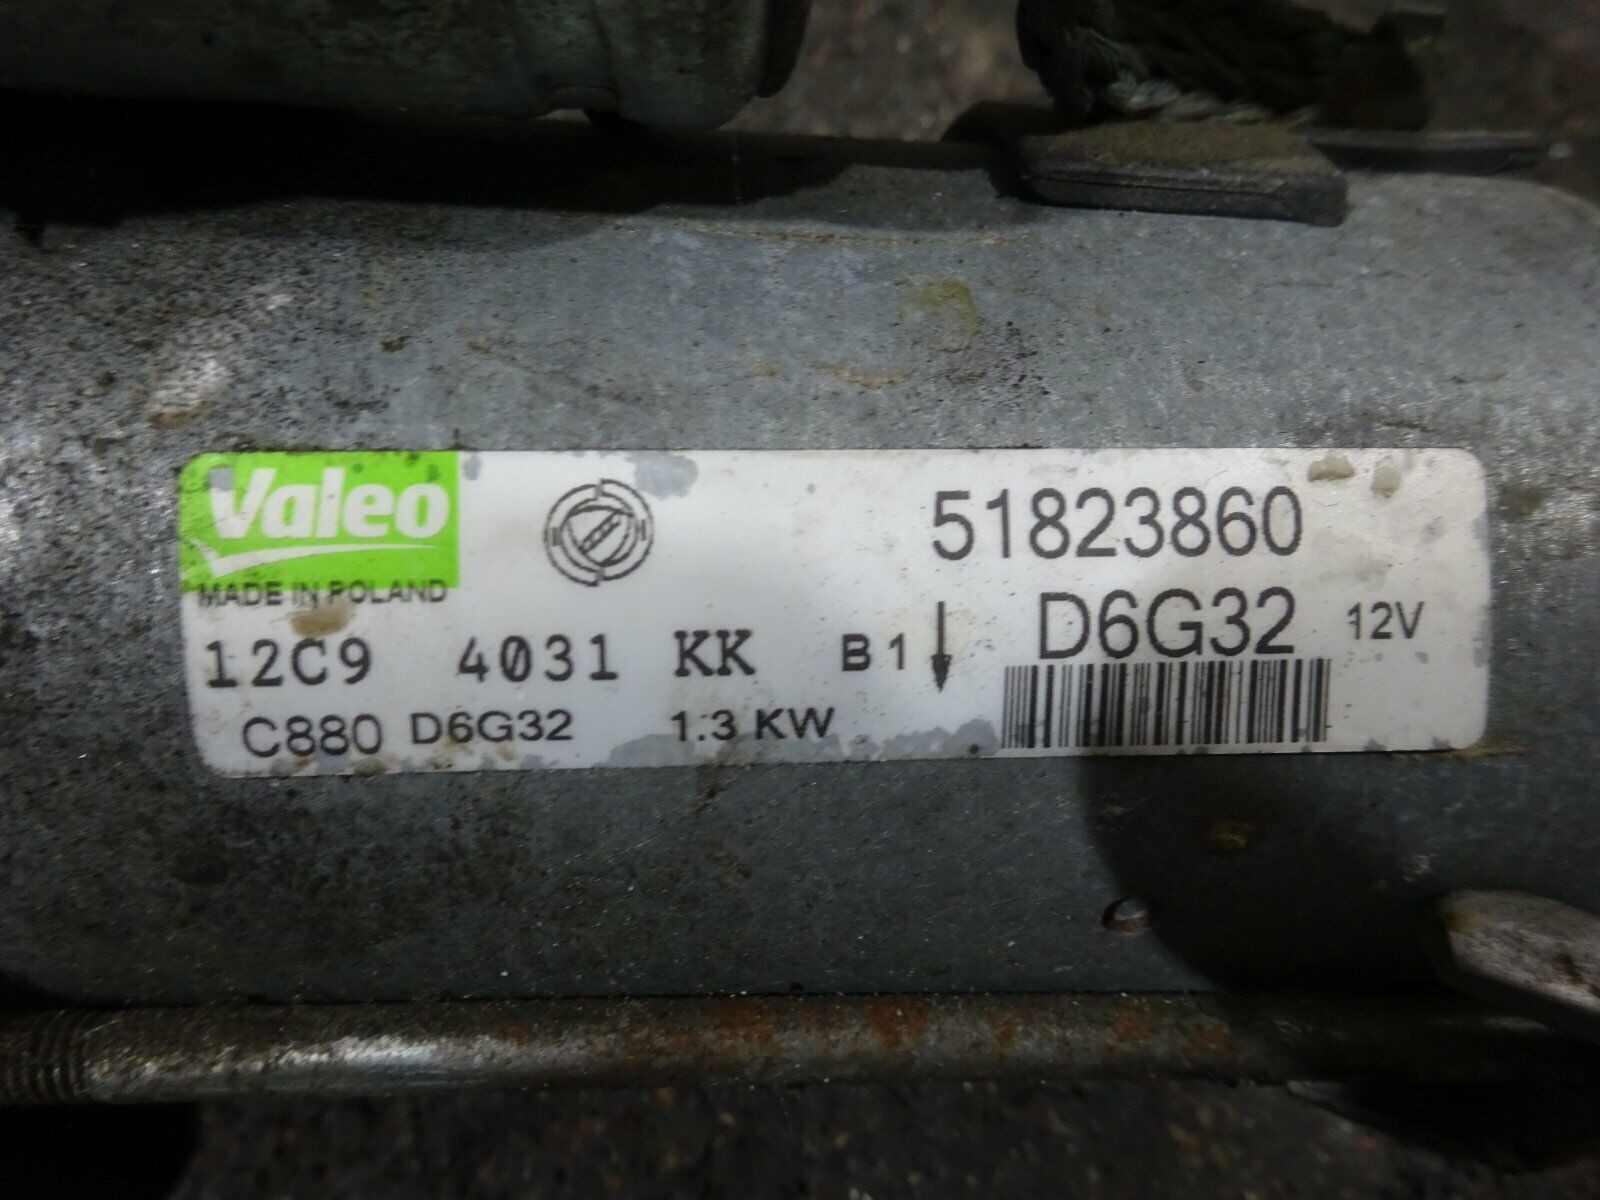 Valeo
MADE IN POLAND
51823860
D6G32 12V
12C9 4031 KK B1
C880 D6G32 1.3 KW